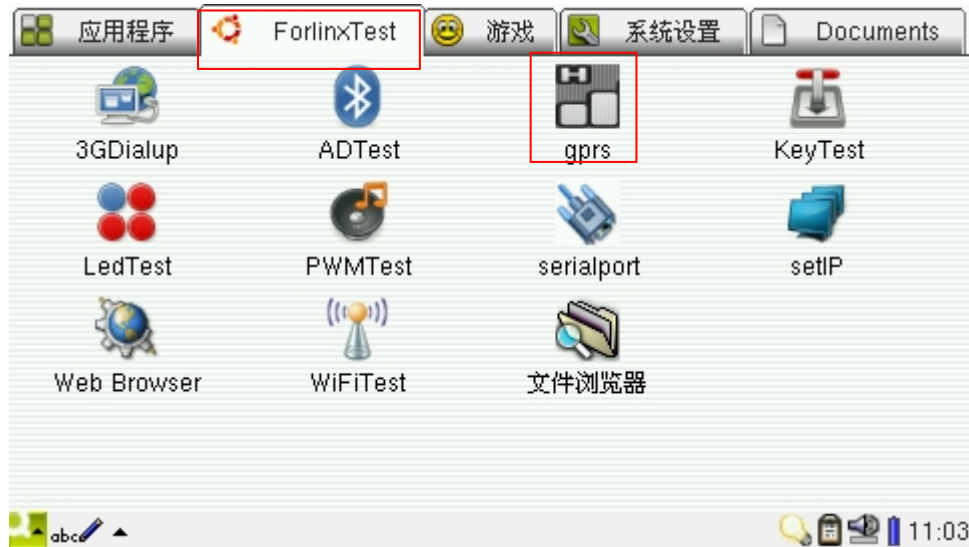 应用程序 ForlinxTest 游戏 系统设置 Documents
3GDialup ADTest gprs KeyTest
LedTest PWMTest serialport setIP
Web Browser WiFiTest 文件浏览器
abc 11:03